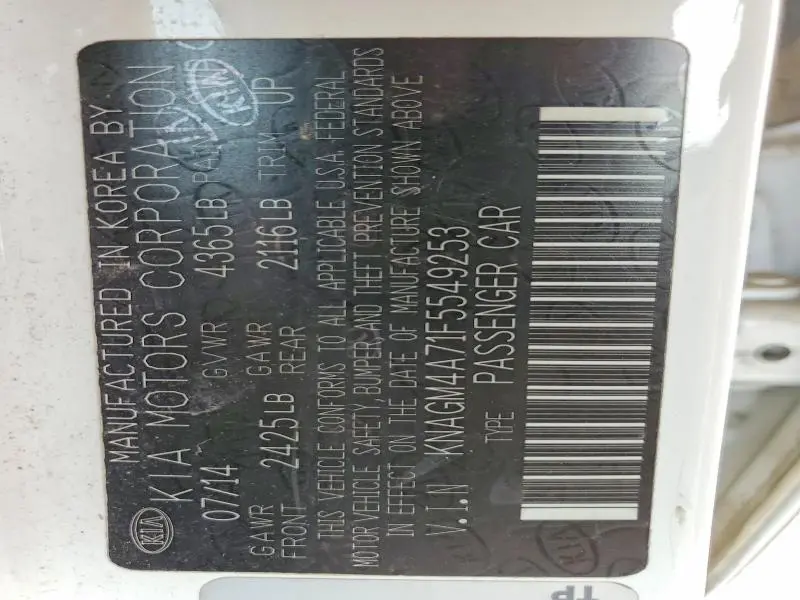 MANUFACTURED IN KOREA BY
KIA KIA MOTORS CORPORATION
07/14 GVWR 4365LB
GAWR FRONT 2425LB GAWR REAR 2116LB TRIM UP
THIS VEHICLE CONFORMS TO ALL APPLICABLE U.S.A. FEDERAL
MOTOR VEHICLE SAFETY, BUMPER, AND THEFT PREVENTION STANDARDS
IN EFFECT ON THE DATE OF MANUFACTURE SHOWN ABOVE
V.I.N KNAGM4A71F5549253
TYPE PASSENGER CAR